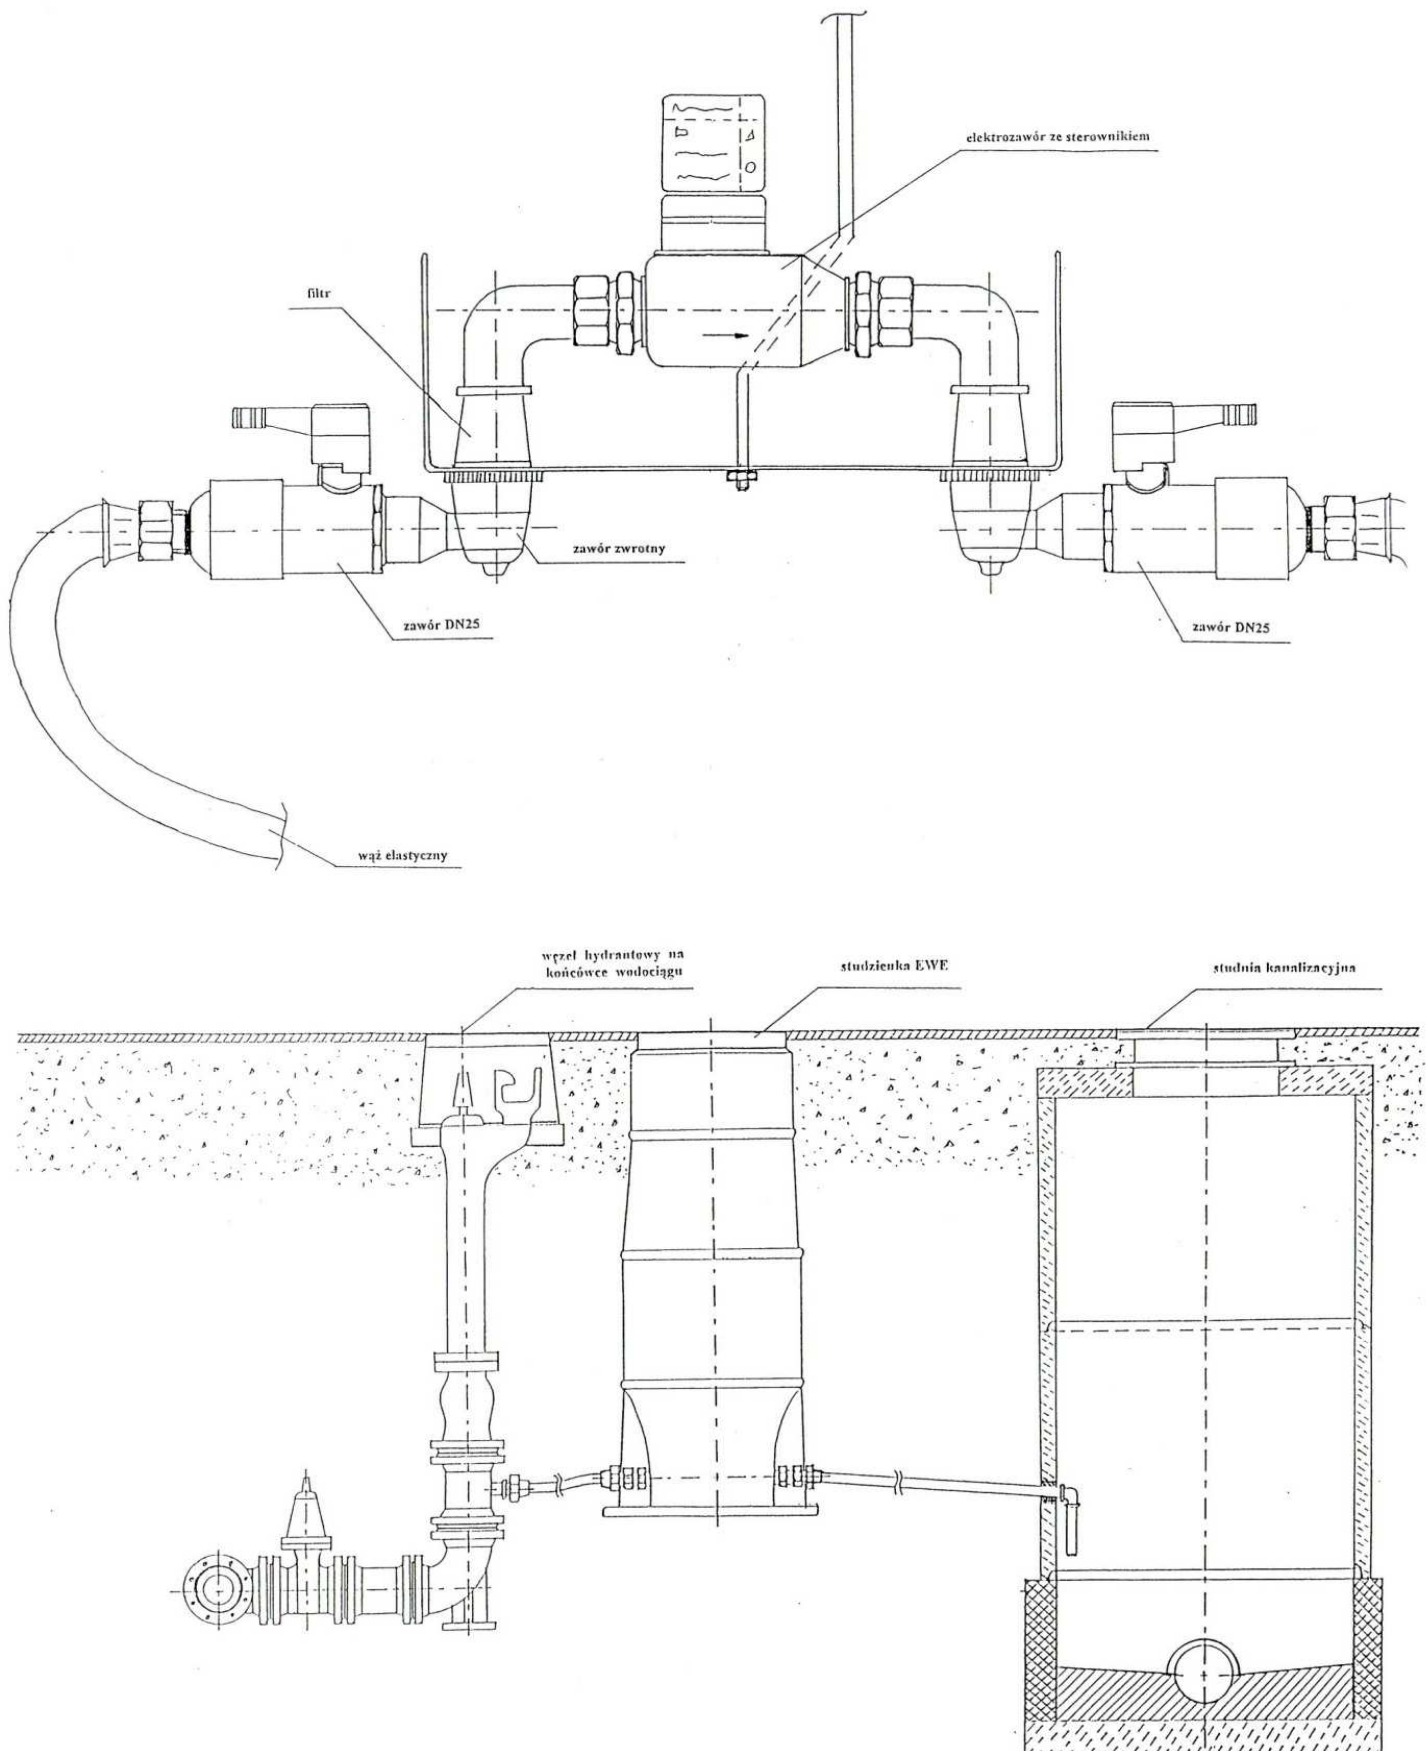 elektrozawór ze sterownikiem
filtr
zawór zwrotny
zawór DN25
zawór DN25
wąż elastyczny
węzeł hydrantowy na
końcówce wodociągu
studzienka EWE
studnia kanalizacyjna